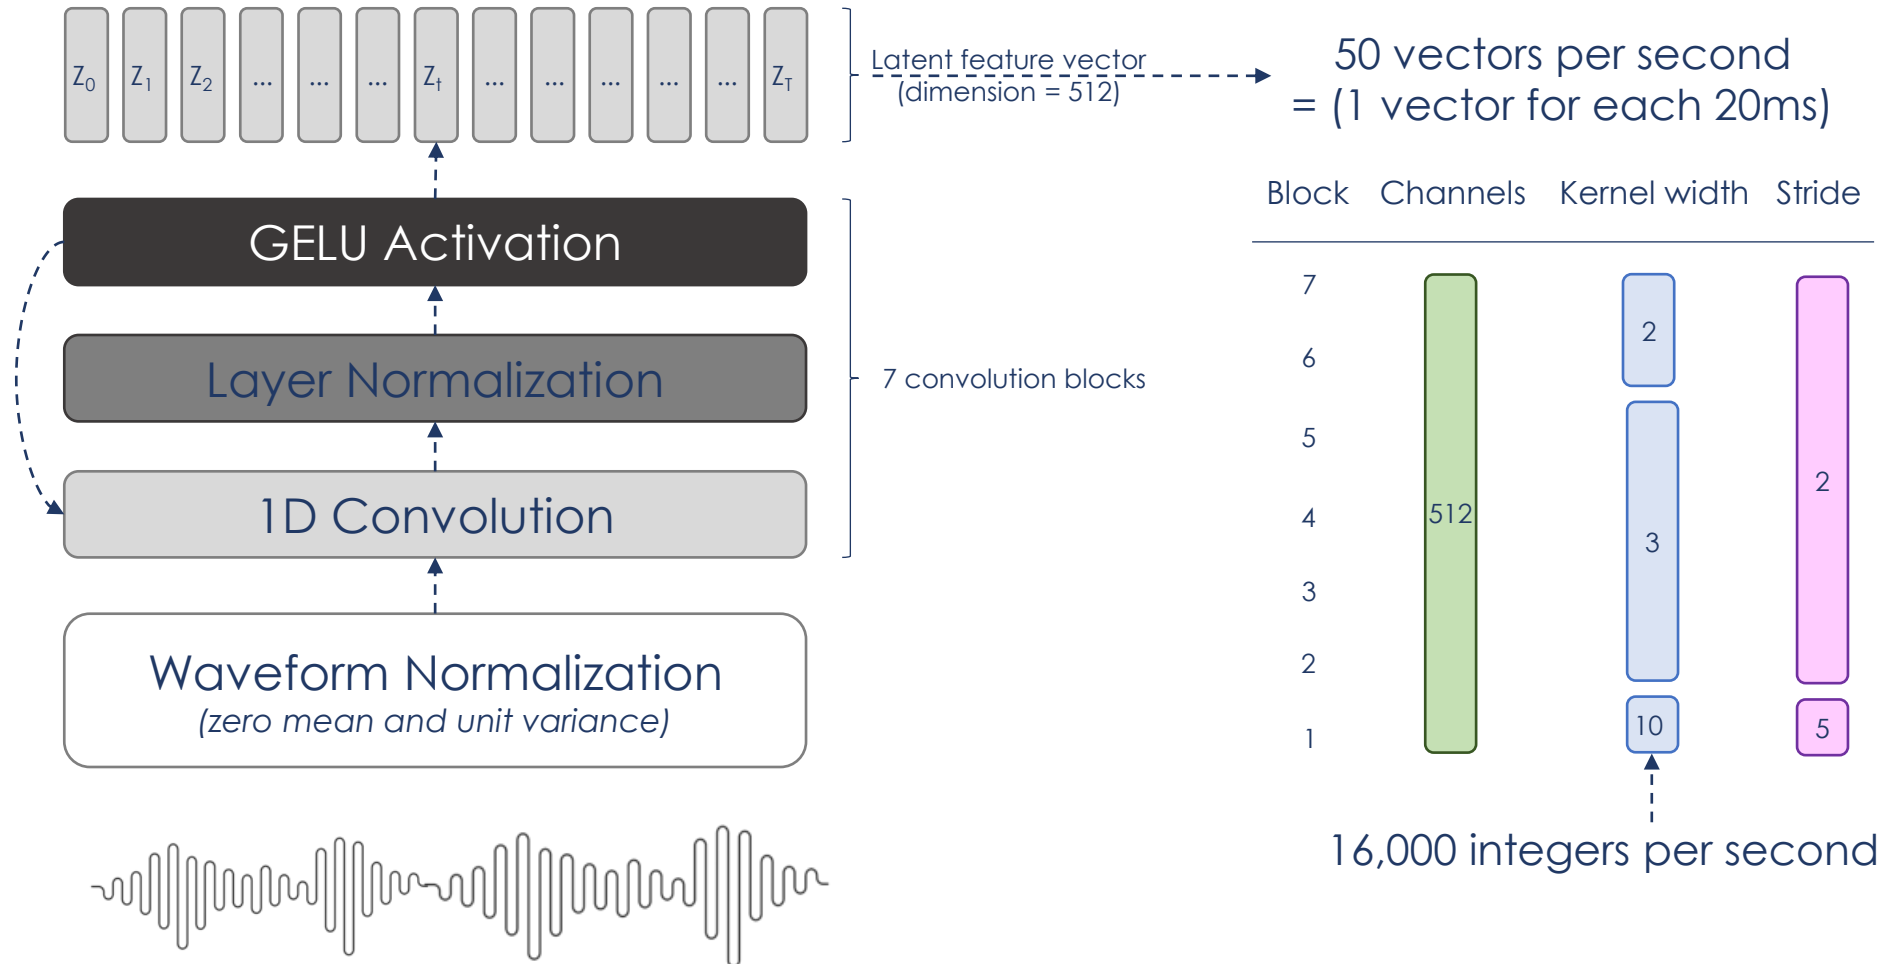 Z0 Z1 Z2 ... ... ... Zt ... ... ... ... ... ZT
Latent feature vector
(dimension = 512)
50 vectors per second
= (1 vector for each 20ms)
GELU Activation
Layer Normalization
1D Convolution
7 convolution blocks
Waveform Normalization
(zero mean and unit variance)
Block Channels Kernel width Stride
7
2
6
5
2
4
512
3
3
2
1
10
5
16,000 integers per second